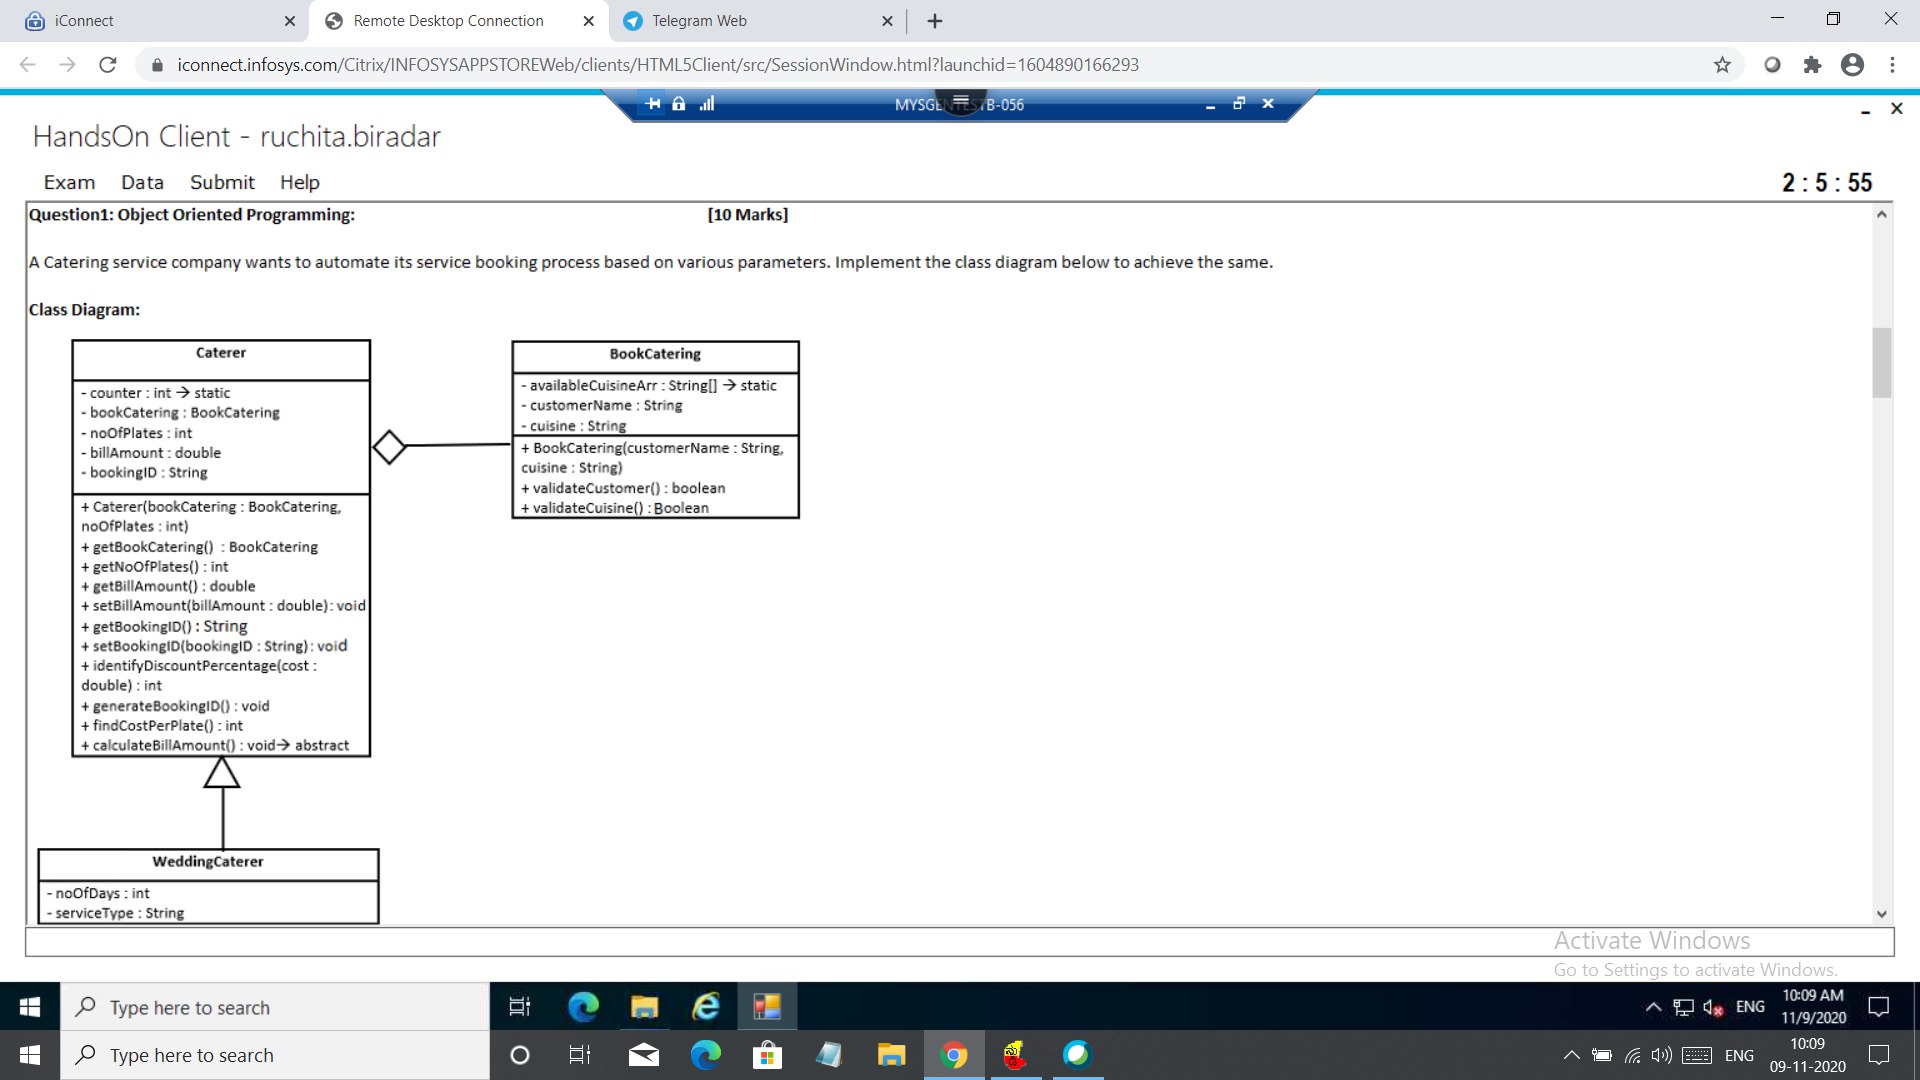 iConnect
Remote Desktop Connection
Telegram Web
iconnect.infosys.com/Citrix/INFOSYSAPPSTOREWeb/clients/HTML5Client/src/SessionWindow.html?launchid=1604890166293
B-056
HandsOn Client - ruchita.biradar
Exam Data Submit Help
2 : 5 : 55
Question1: Object Oriented Programming: [10 Marks]
A Catering service company wants to automate its service booking process based on various parameters. Implement the class diagram below to achieve the same.
Class Diagram:
Caterer
- counter : int → static
- bookCatering : BookCatering
- noOfPlates : int
- billAmount : double
- bookingID : String
+ Caterer(bookCatering : BookCatering,
noOfPlates : int)
+ getBookCatering() : BookCatering
+ getNoOfPlates() : int
+ getBillAmount() : double
+ setBillAmount(billAmount : double) : void
+ getBookingID() : String
+ setBookingID(bookingID : String) : void
+ identifyDiscountPercentage(cost :
double) : int
+ generateBookingID() : void
+ findCostPerPlate() : int
+ calculateBillAmount() : void→ abstract
BookCatering
- availableCuisineArr : String[] → static
- customerName : String
- cuisine : String
+ BookCatering(customerName : String,
cuisine : String)
+ validateCustomer() : boolean
+ validateCuisine() : Boolean
WeddingCaterer
- noOfDays : int
- serviceType : String
Activate Windows
Go to Settings to activate Windows.
Type here to search
ENG
10:09 AM
11/9/2020
Type here to search
ENG
10:09
09-11-2020